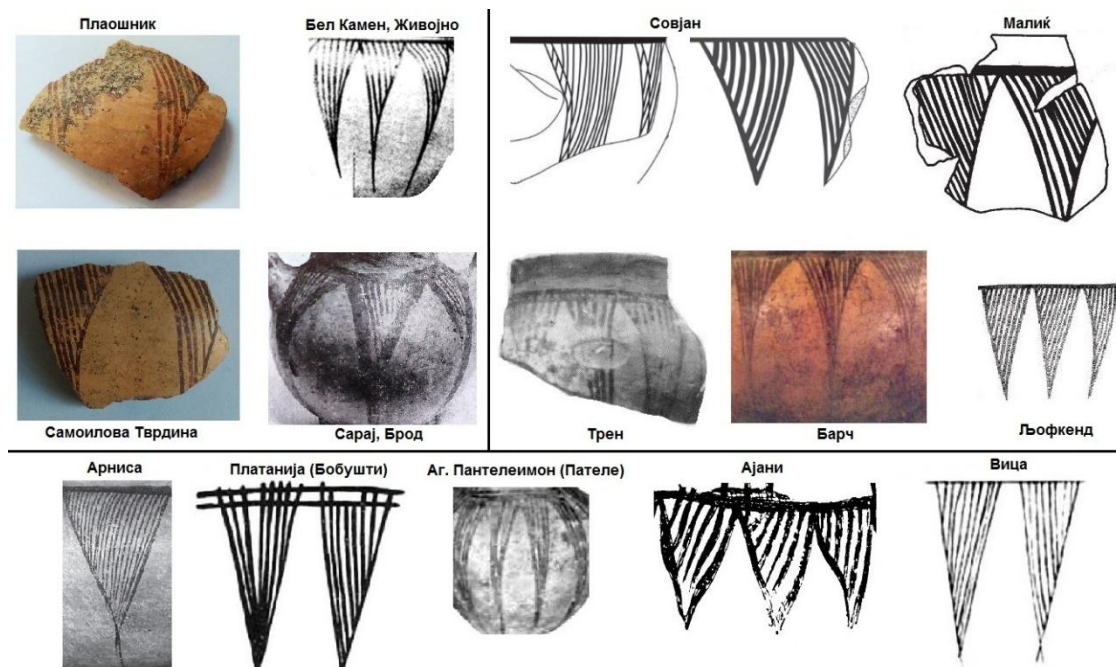 Плаошник
Бел Камен, Живојно
Совјан
Малиќ
Самоилова Тврдина
Сарај, Брод
Трен
Барч
Љофкенд
Арниса
Платанија (Бобушти)
Аг. Пантелеимон (Пателе)
Ајани
Вица